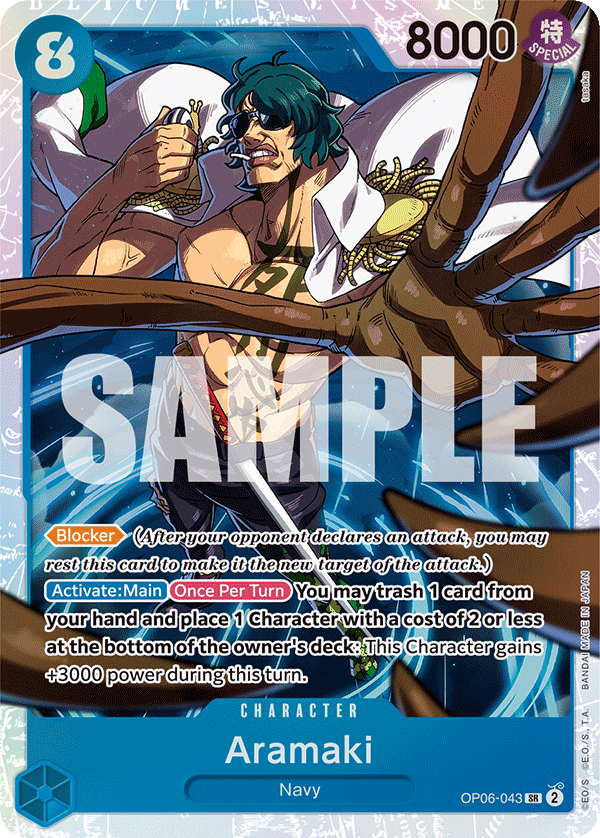 8
8000
特
SPECIAL
tasaka
SAMPLE
Blocker (After your opponent declares an attack, you may
rest this card to make it the new target of the attack.)
Activate:Main Once Per Turn You may trash 1 card from
your hand and place 1 Character with a cost of 2 or less
at the bottom of the owner's deck: This Character gains
+3000 power during this turn.
CHARACTER
Aramaki
Navy
OP06-043 SR 2
©E.O/S ©E.O./S., T.A. BANDAI MADE IN JAPAN